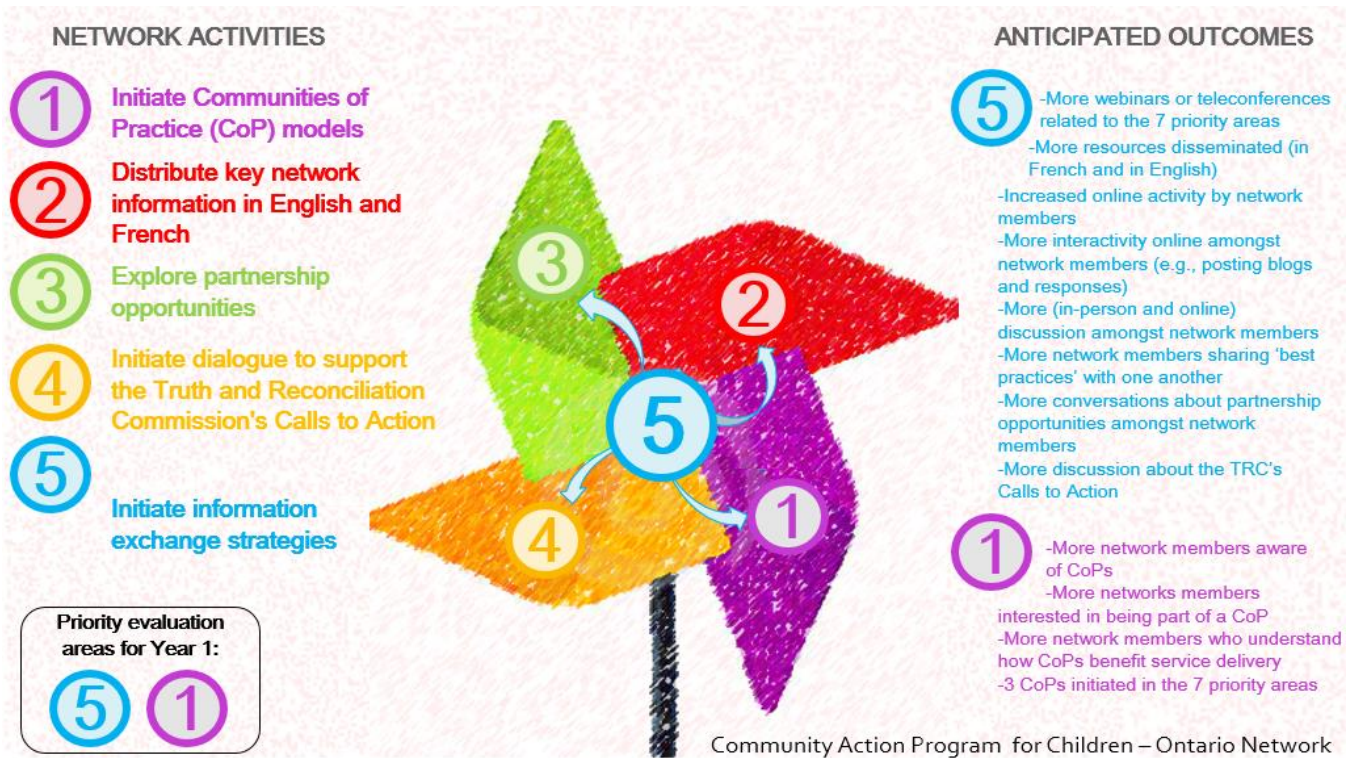 NETWORK ACTIVITIES
1
Initiate Communities of
Practice (CoP) models
2
Distribute key network
information in English and
French
3
Explore partnership
opportunities
4
Initiate dialogue to support
the Truth and Reconciliation
Commission's Calls to Action
5
Initiate information
exchange strategies
Priority evaluation
areas for Year 1:
5 1
3
2
5
4
1
ANTICIPATED OUTCOMES
5
-More webinars or teleconferences
related to the 7 priority areas
-More resources disseminated (in
French and in English)
-Increased online activity by network
members
-More interactivity online amongst
network members (e.g., posting blogs
and responses)
-More (in-person and online)
discussion amongst network members
-More network members sharing ‘best
practices’ with one another
-More conversations about partnership
opportunities amongst network
members
-More discussion about the TRC's
Calls to Action
1
-More network members aware
of CoPs
-More networks members
interested in being part of a CoP
-More network members who understand
how CoPs benefit service delivery
-3 CoPs initiated in the 7 priority areas
Community Action Program for Children – Ontario Network